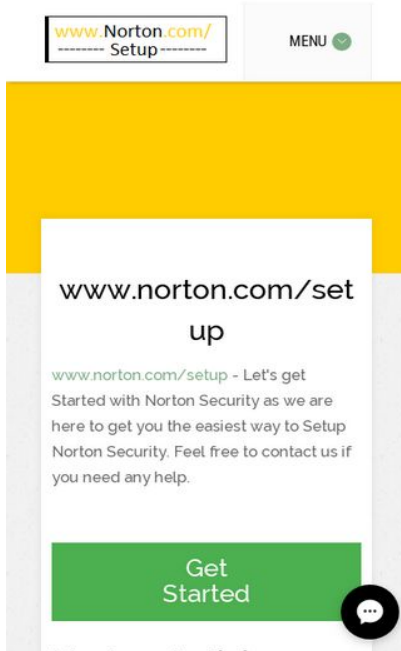 www.Norton.com/
-------- Setup --------
MENU
www.norton.com/set
up
www.norton.com/setup - Let's get
Started with Norton Security as we are
here to get you the easiest way to Setup
Norton Security. Feel free to contact us if
you need any help.
Get
Started